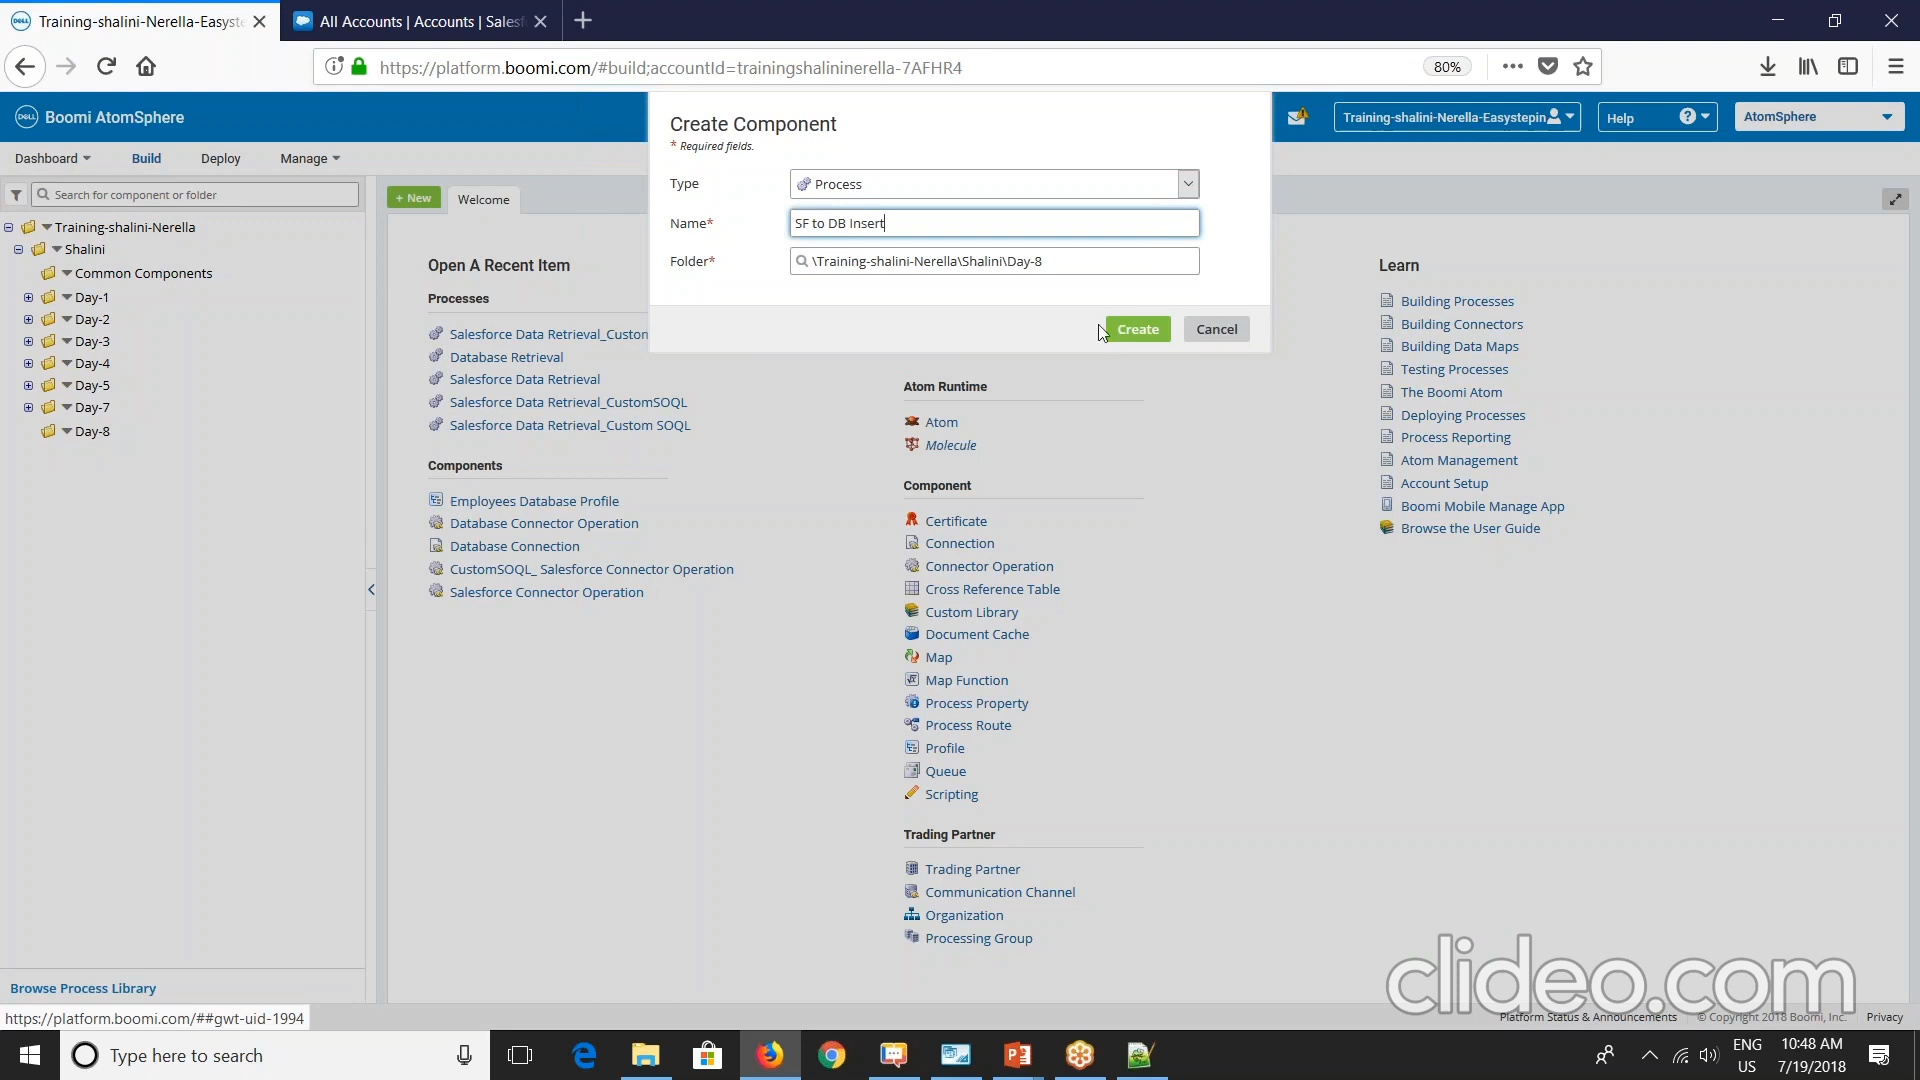 Training-shalini-Nerella-Easyste
All Accounts | Accounts | Salesf
https://platform.boomi.com/#build;accountId=trainingshalininerella-7AFHR4
80%
DELL
Boomi AtomSphere
Training-shalini-Nerella-Easystepin
Help
AtomSphere
Dashboard
Build
Deploy
Manage
Create Component
* Required fields.
Type
Process
Name*
SF to DB Insert
Folder*
\Training-shalini-Nerella\Shalini\Day-8
Create
Cancel
Search for component or folder
Training-shalini-Nerella
Shalini
Common Components
Day-1
Day-2
Day-3
Day-4
Day-5
Day-7
Day-8
Browse Process Library
+ New
Welcome
Open A Recent Item
Processes
Salesforce Data Retrieval_Custom
Database Retrieval
Salesforce Data Retrieval
Salesforce Data Retrieval_CustomSOQL
Salesforce Data Retrieval_Custom SOQL
Components
Employees Database Profile
Database Connector Operation
Database Connection
CustomSOQL_ Salesforce Connector Operation
Salesforce Connector Operation
Atom Runtime
Atom
Molecule
Component
Certificate
Connection
Connector Operation
Cross Reference Table
Custom Library
Document Cache
Map
Map Function
Process Property
Process Route
Profile
Queue
Scripting
Trading Partner
Trading Partner
Communication Channel
Organization
Processing Group
Learn
Building Processes
Building Connectors
Building Data Maps
Testing Processes
The Boomi Atom
Deploying Processes
Process Reporting
Atom Management
Account Setup
Boomi Mobile Manage App
Browse the User Guide
clideo.com
Platform Status & Announcements
© Copyright 2018 Boomi, Inc.
Privacy
https://platform.boomi.com/##gwt-uid-1994
Type here to search
ENG
US
10:48 AM
7/19/2018